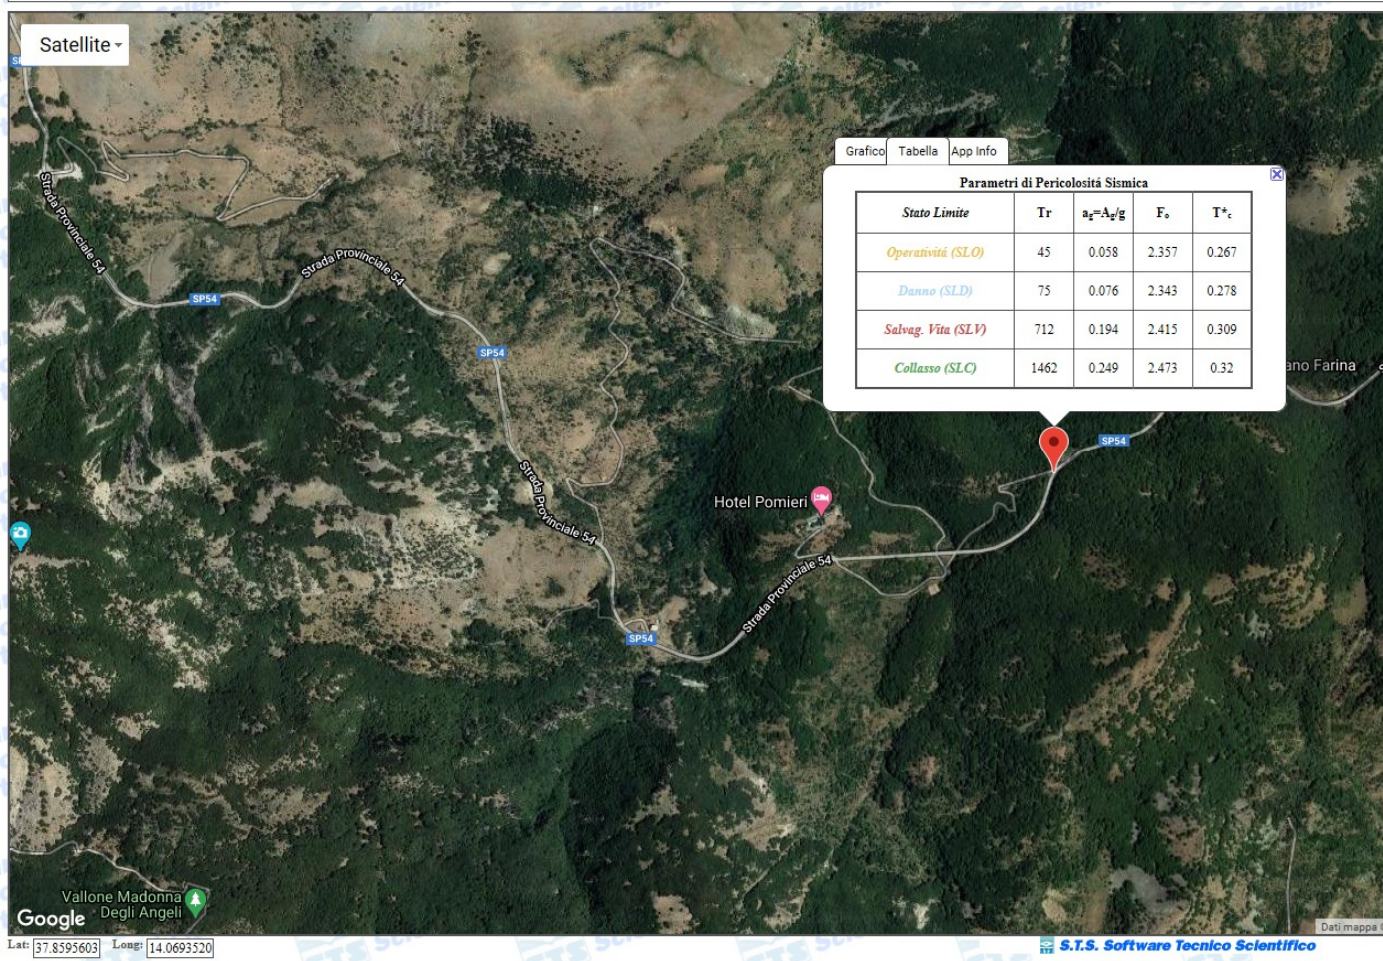 Satellite
Grafico Tabella App Info
Parametri di Pericolositá Sismica
Stato Limite Tr ag=Ag/g Fo T*c
Operativitá (SLO) 45 0.058 2.357 0.267
Danno (SLD) 75 0.076 2.343 0.278
Salvag. Vita (SLV) 712 0.194 2.415 0.309
Collasso (SLC) 1462 0.249 2.473 0.32
Strada Provinciale 54
Strada Provinciale 54
SP54
SP54
ano Farina
SP54
Strada Provinciale 54
Hotel Pomieri
Strada Provinciale 54
SP54
Vallone Madonna
Degli Angeli
Google
Dati mappa
Lat: 37.8595603 Long: 14.0693520
S.T.S. Software Tecnico Scientifico